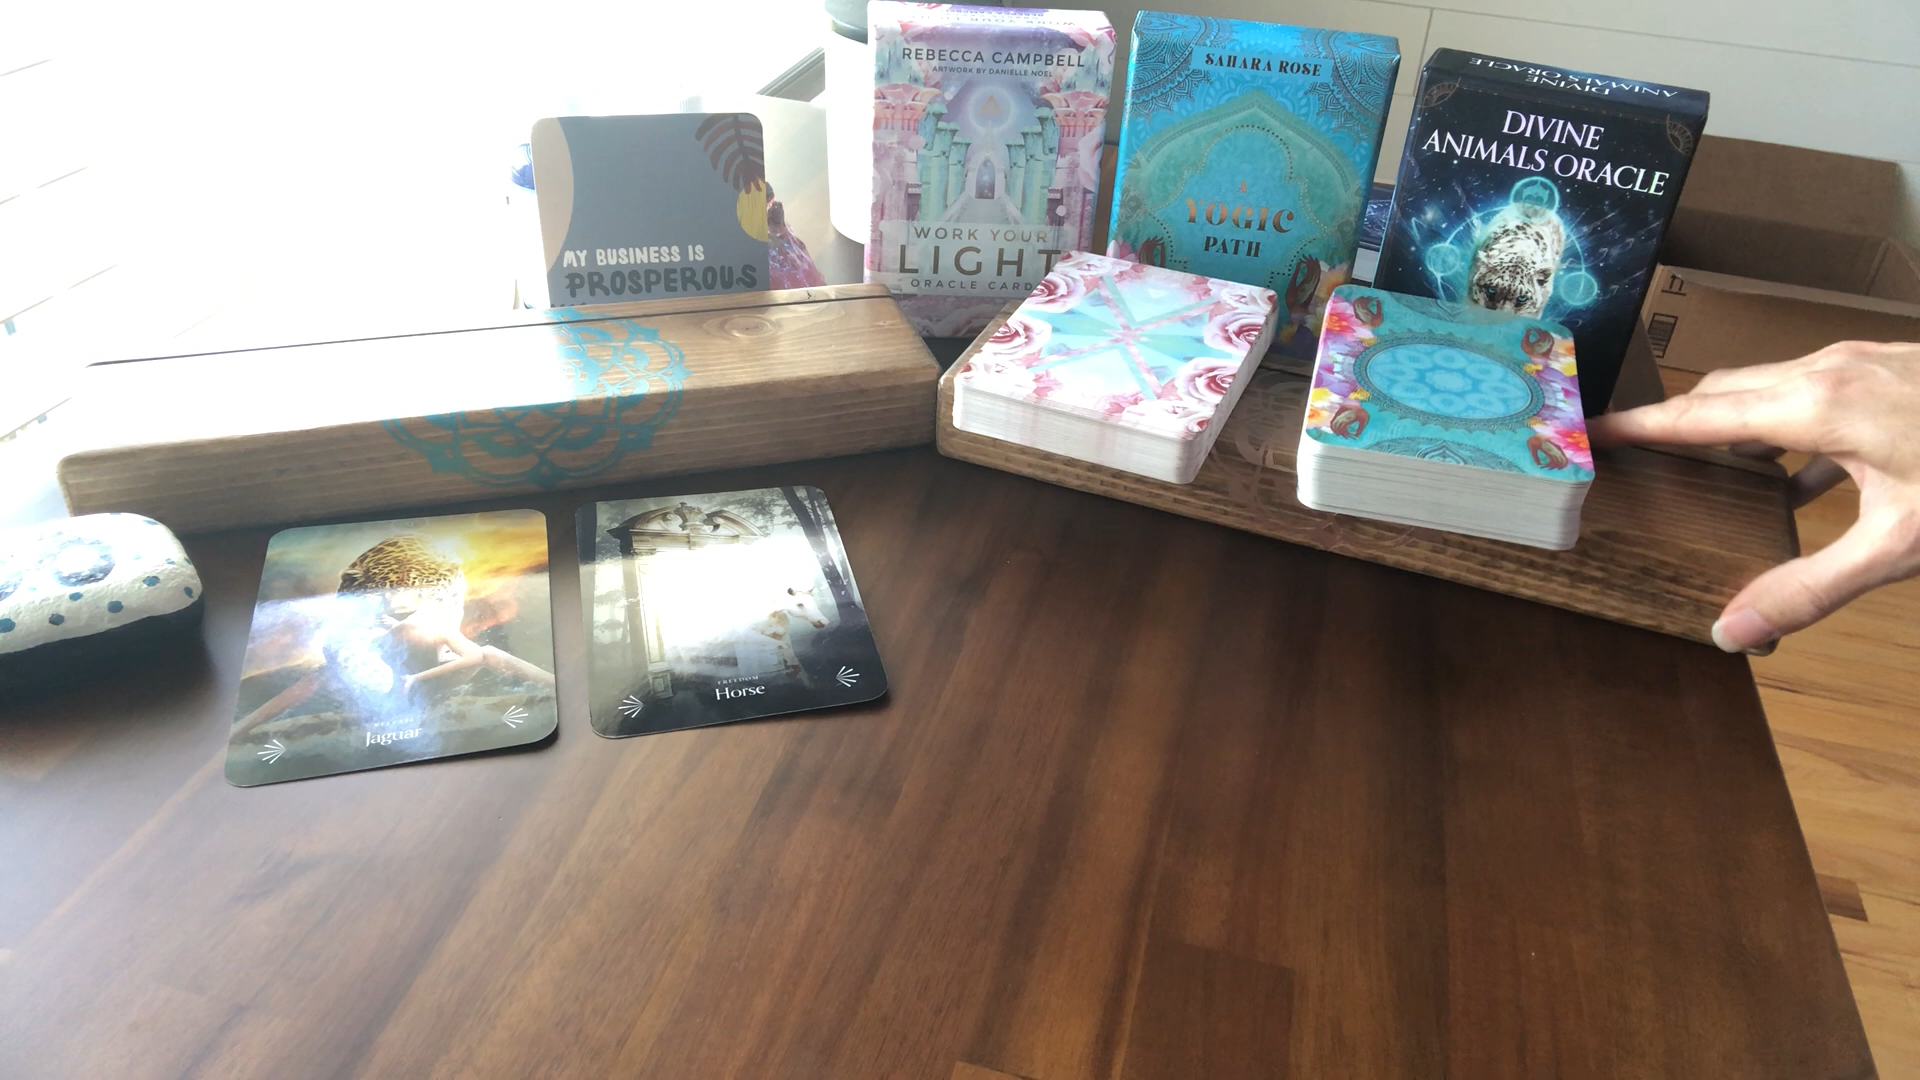 MY BUSINESS IS
PROSPEROUS
REBECCA CAMPBELL
ARTWORK BY DANIELLE NOEL
WORK YOUR
LIGHT
ORACLE CARDS
SAHARA ROSE
A
YOGIC
PATH
DIVINE
ANIMALS ORACLE
DIVINE
ANIMALS ORACLE
RELEASE
Jaguar
FREEDOM
Horse